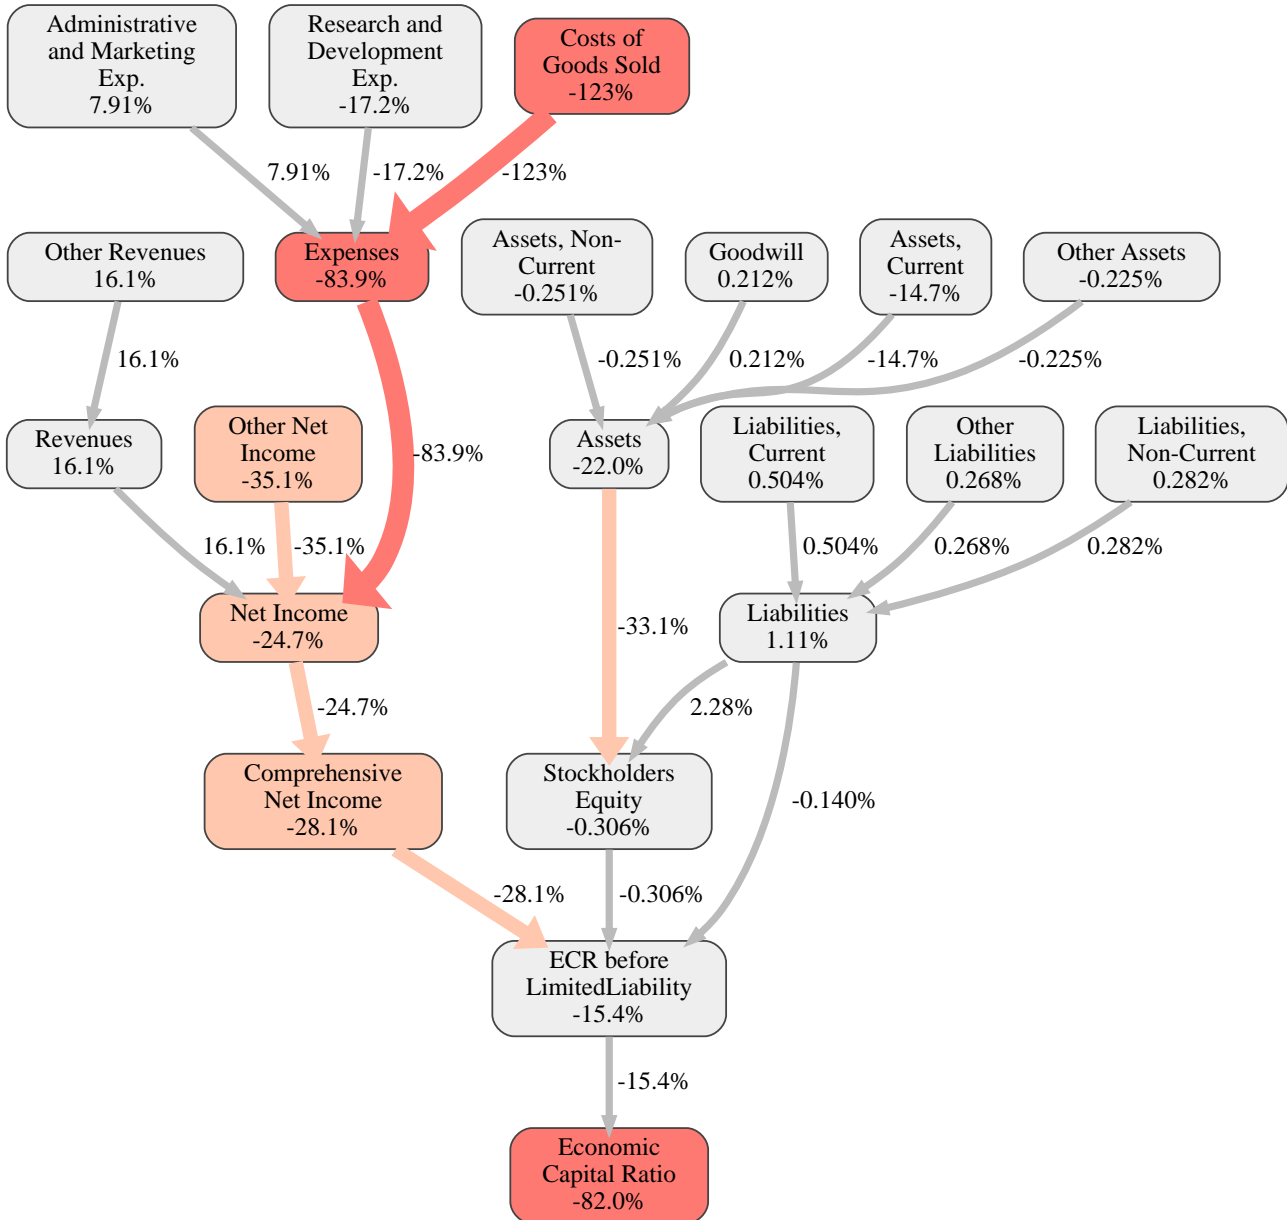 Administrative
and Marketing
Exp.
7.91%
Research and
Development
Exp.
-17.2%
Costs of
Goods Sold
-123%
7.91%
-17.2%
-123%
Other Revenues
16.1%
Expenses
-83.9%
Assets, Non-
Current
-0.251%
Goodwill
0.212%
Assets,
Current
-14.7%
Other Assets
-0.225%
16.1%
-0.251%
0.212%
-14.7%
-0.225%
Revenues
16.1%
Other Net
Income
-35.1%
-83.9%
Assets
-22.0%
Liabilities,
Current
0.504%
Other
Liabilities
0.268%
Liabilities,
Non-Current
0.282%
16.1%
-35.1%
0.504%
0.268%
0.282%
Net Income
-24.7%
-33.1%
Liabilities
1.11%
-24.7%
2.28%
Comprehensive
Net Income
-28.1%
Stockholders
Equity
-0.306%
-0.140%
-28.1%
-0.306%
ECR before
LimitedLiability
-15.4%
-15.4%
Economic
Capital Ratio
-82.0%